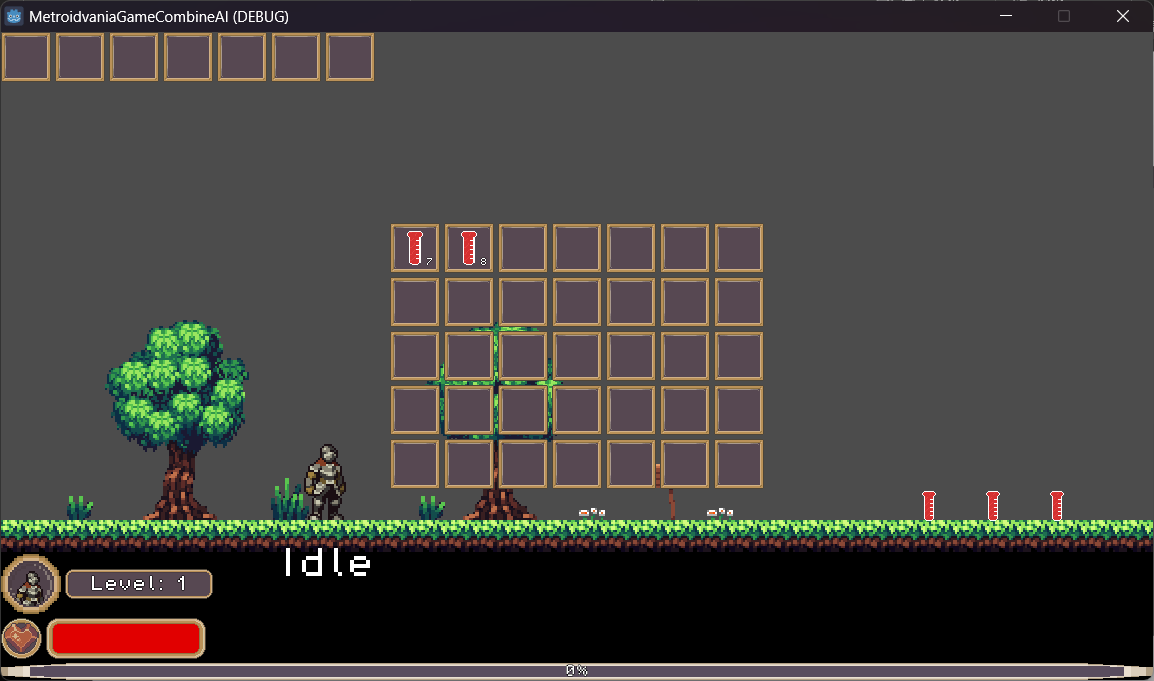 MetroidvaniaGameCombineAI (DEBUG)
7
8
Idle
Level: 1
0%